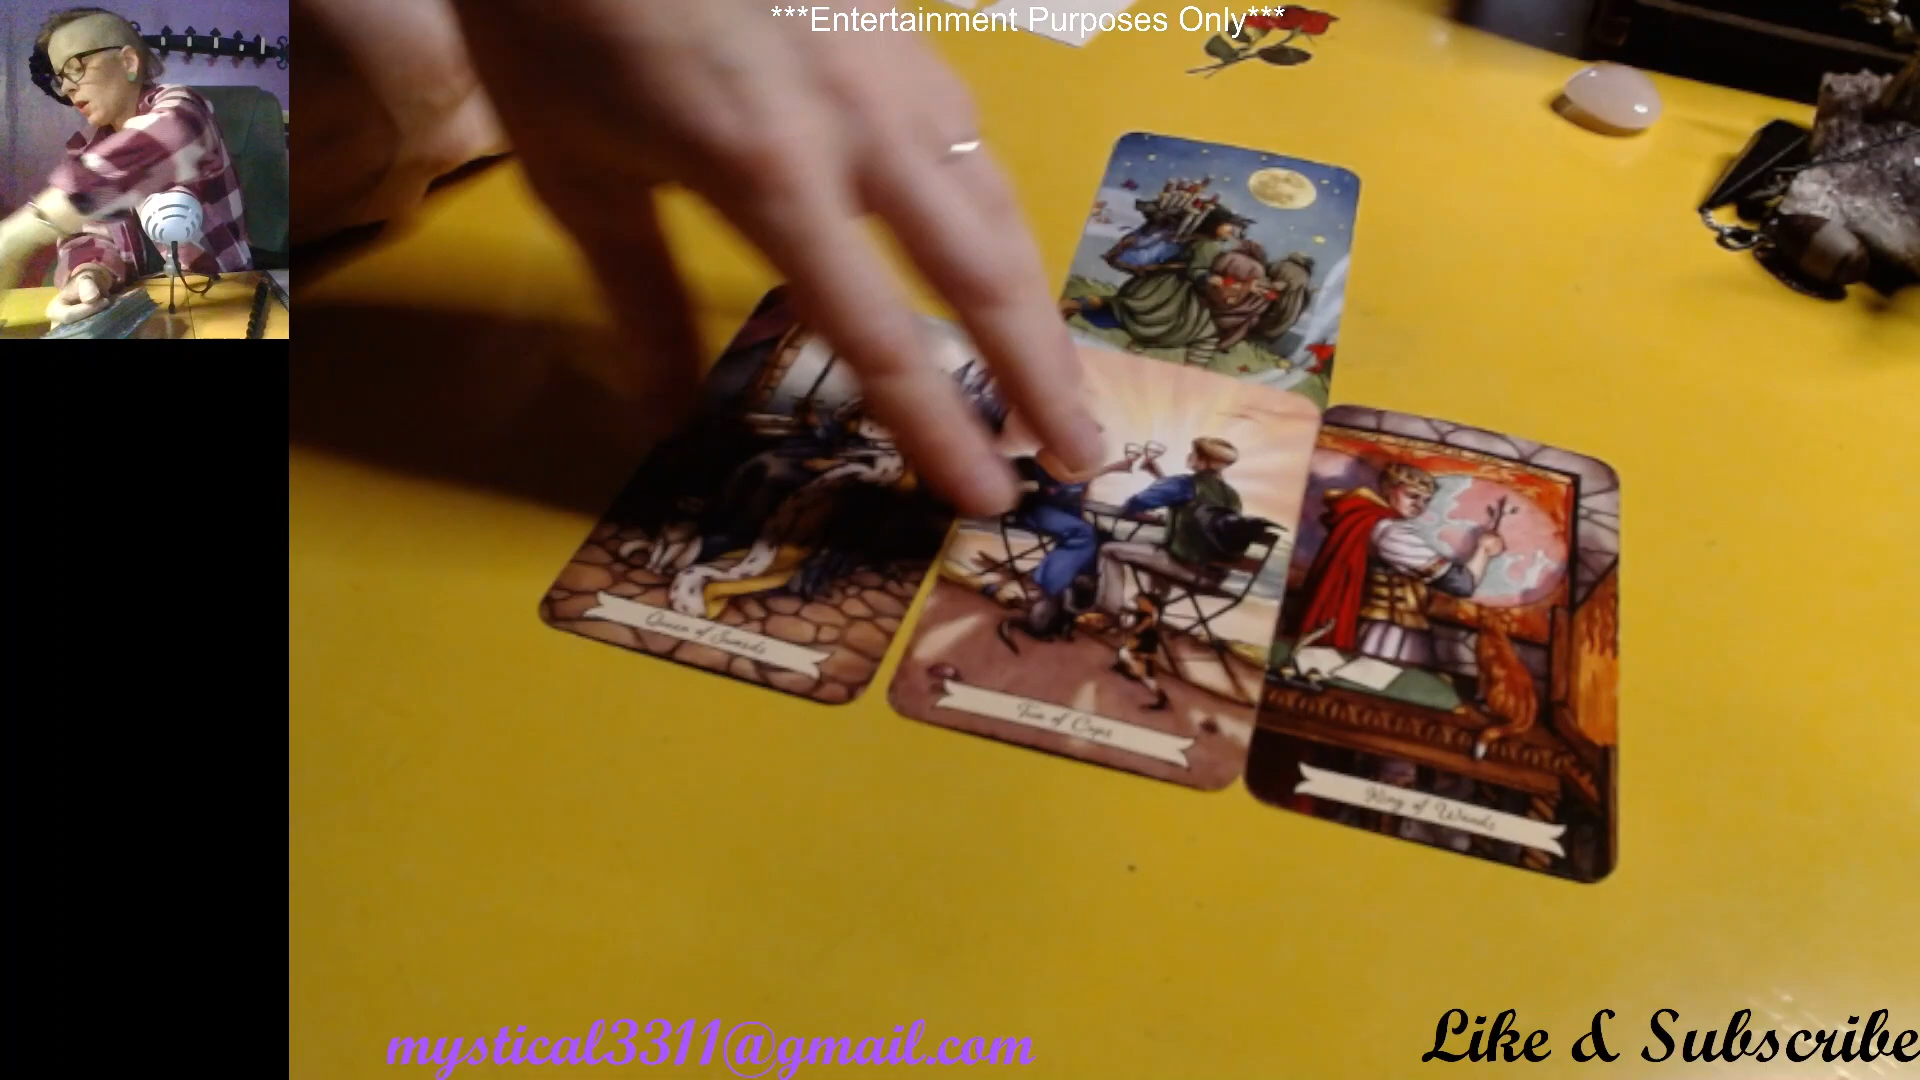 ***Entertainment Purposes Only***
Queen of Swords
Two of Cups
King of Wands
mystical3311@gmail.com
Like & Subscribe